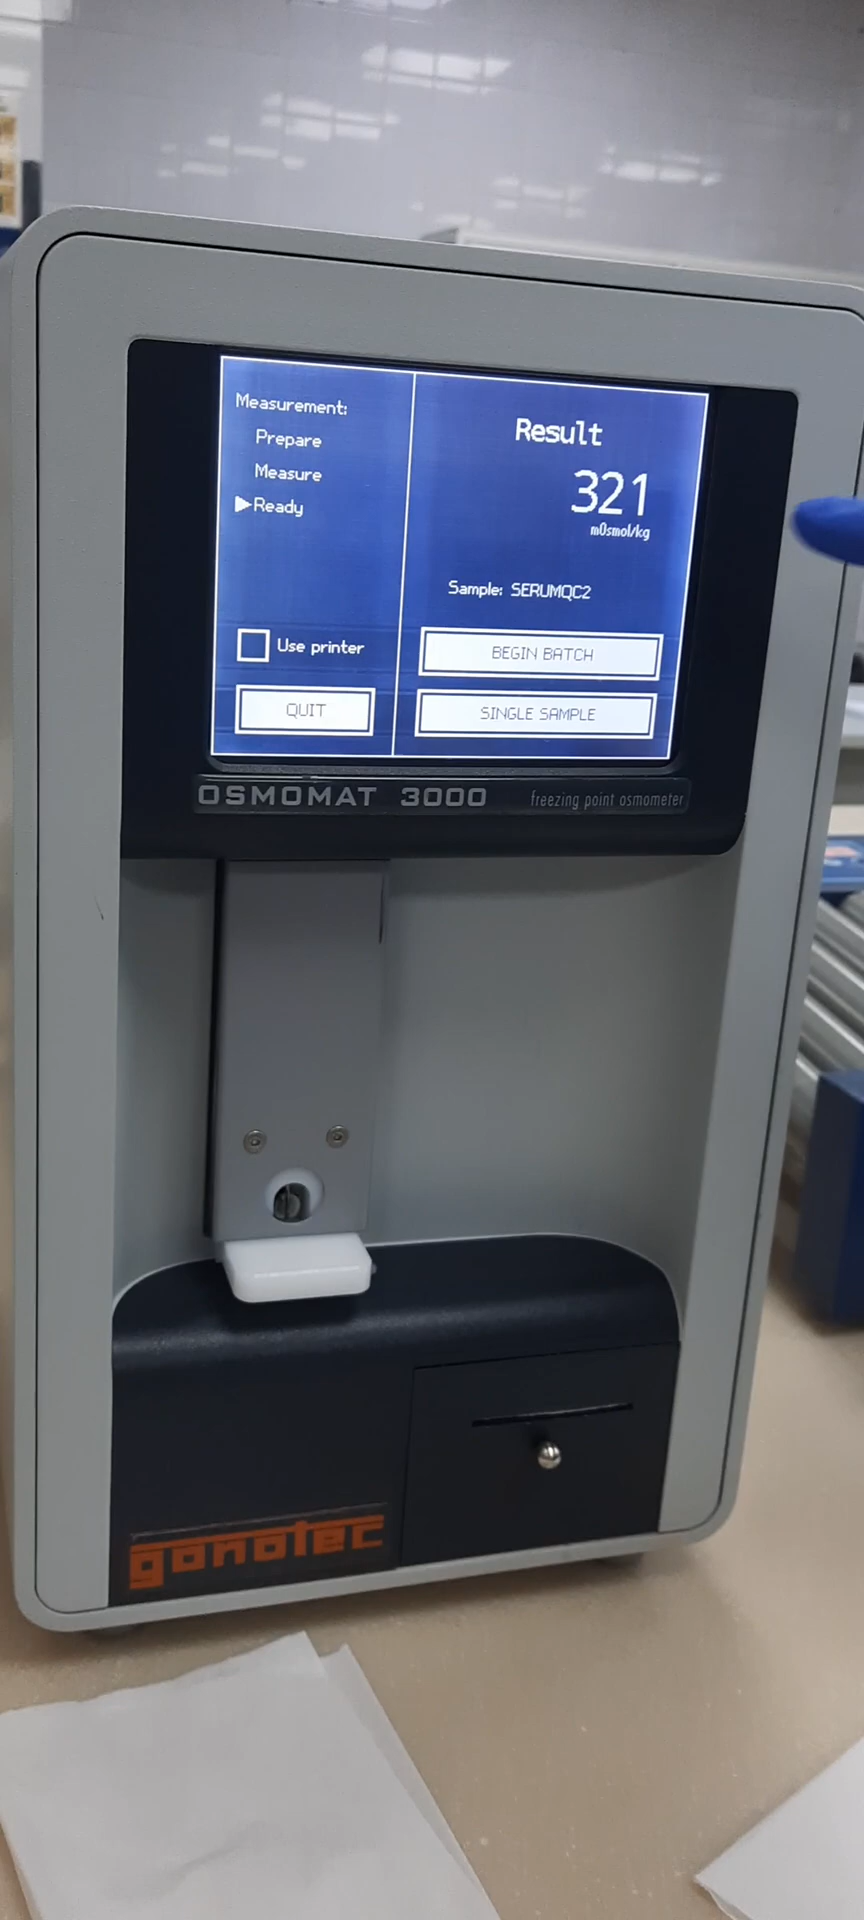 Measurement:
Prepare
Measure
Ready
Use printer
QUIT
Result
321
mOsmol/kg
Sample: SERUMQC2
BEGIN BATCH
SINGLE SAMPLE
OSMOMAT 3000 freezing point osmometer
gonotec